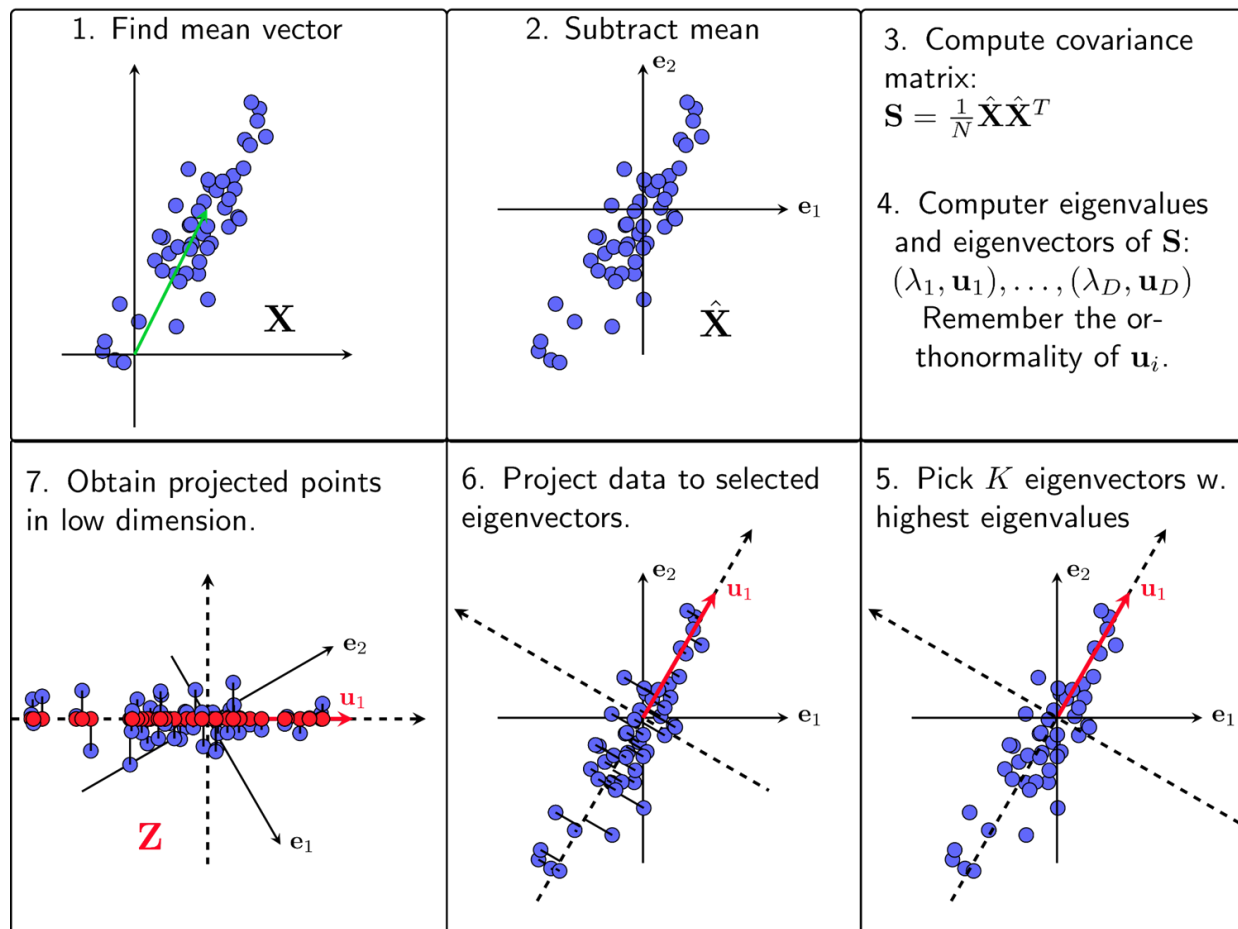 1. Find mean vector
X
2. Subtract mean
e₂
e₁
X̂
3. Compute covariance
matrix:
S = 1/N X̂X̂ᵀ
4. Computer eigenvalues
and eigenvectors of S:
(λ₁, u₁), . . . , (λ_D, u_D)
Remember the or-
thonormality of uᵢ.
7. Obtain projected points
in low dimension.
e₂
u₁
Z
e₁
6. Project data to selected
eigenvectors.
e₂
u₁
e₁
5. Pick K eigenvectors w.
highest eigenvalues
e₂
u₁
e₁